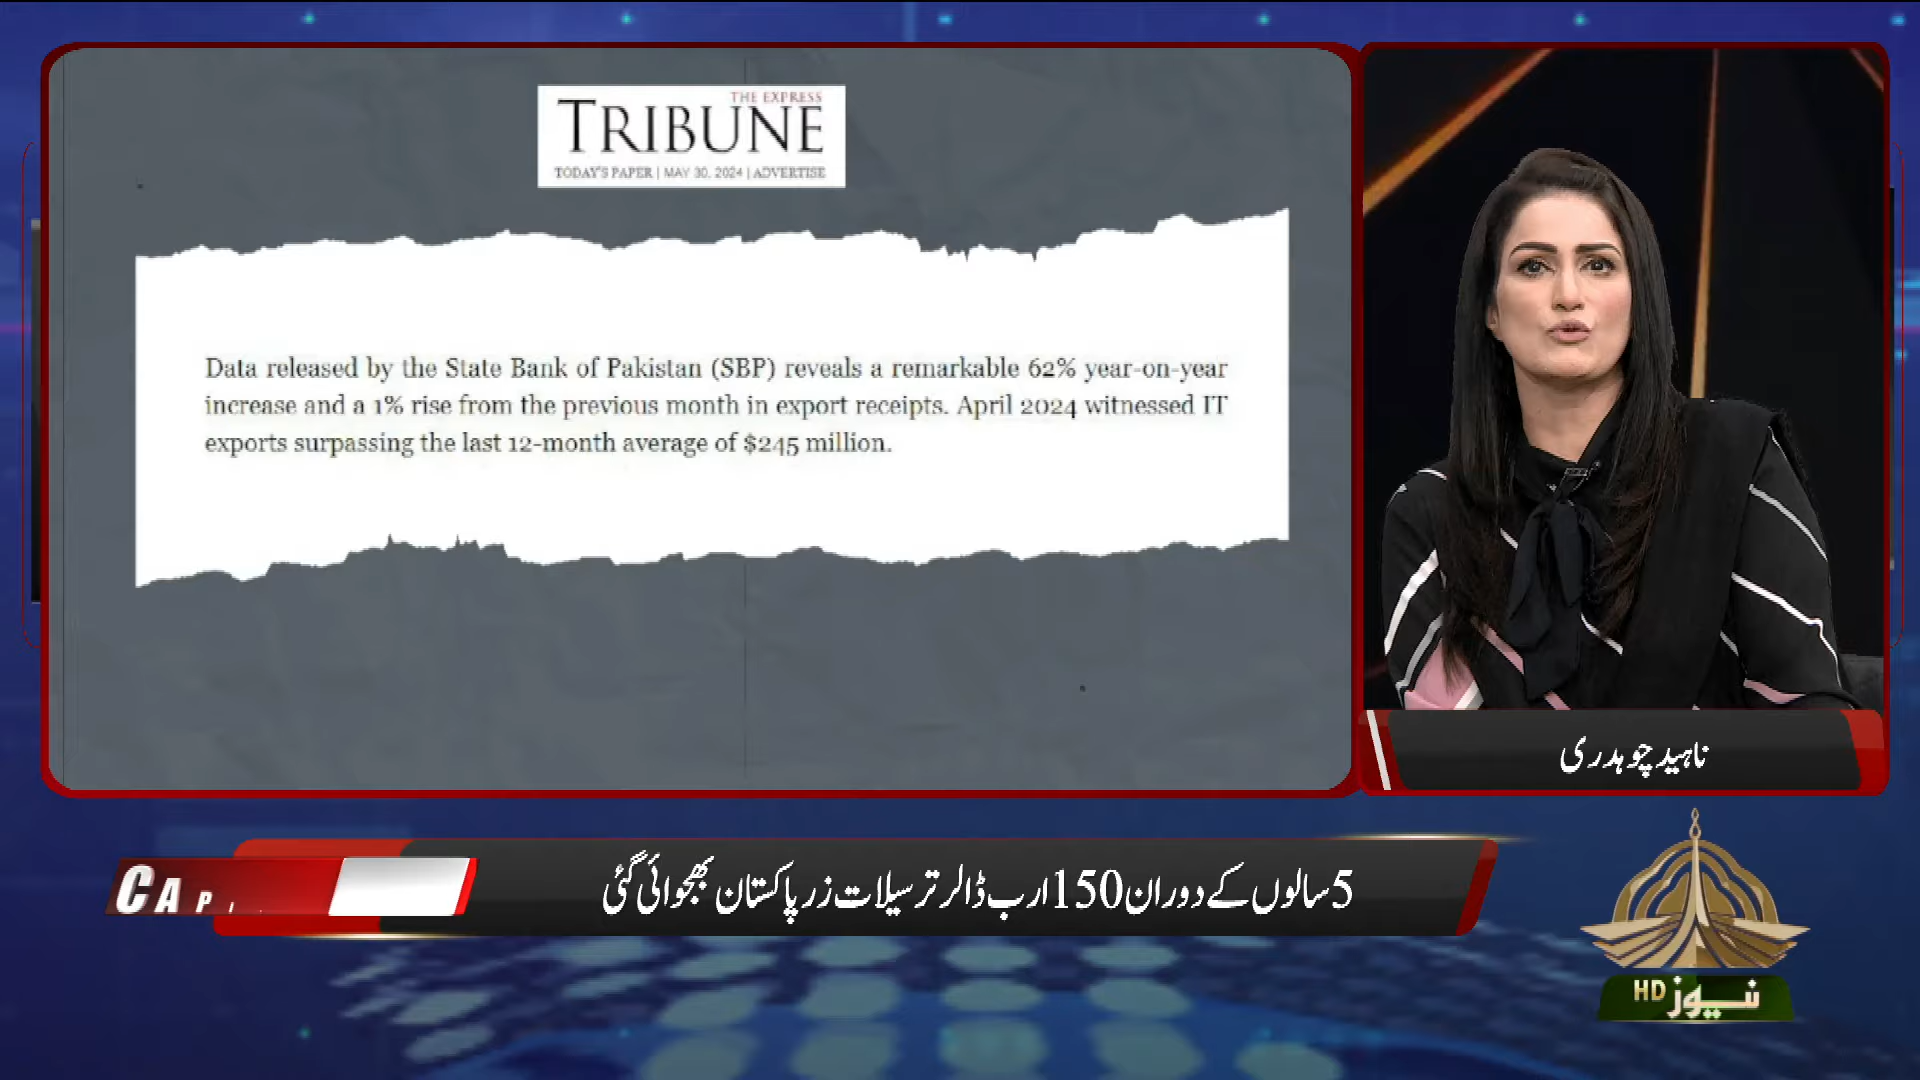 THE EXPRESS
TRIBUNE
TODAY'S PAPER | MAY 30, 2024 | ADVERTISE
Data released by the State Bank of Pakistan (SBP) reveals a remarkable 62% year-on-year
increase and a 1% rise from the previous month in export receipts. April 2024 witnessed IT
exports surpassing the last 12-month average of $245 million.
ناہید چوہدری
CAPI
5 سالوں کے دوران 150 ارب ڈالر ترسیلات زر پاکستان بھجوائی گئی
نیوز HD